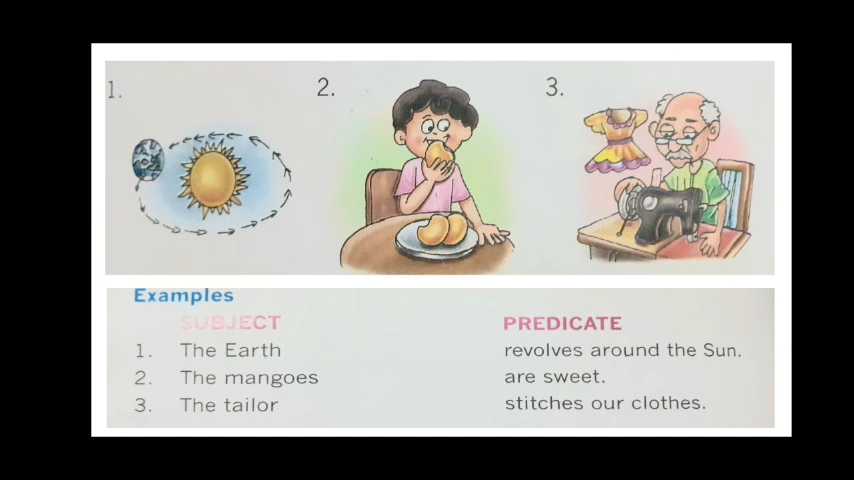 1. 2. 3.
Examples
SUBJECT PREDICATE
1. The Earth revolves around the Sun.
2. The mangoes are sweet.
3. The tailor stitches our clothes.